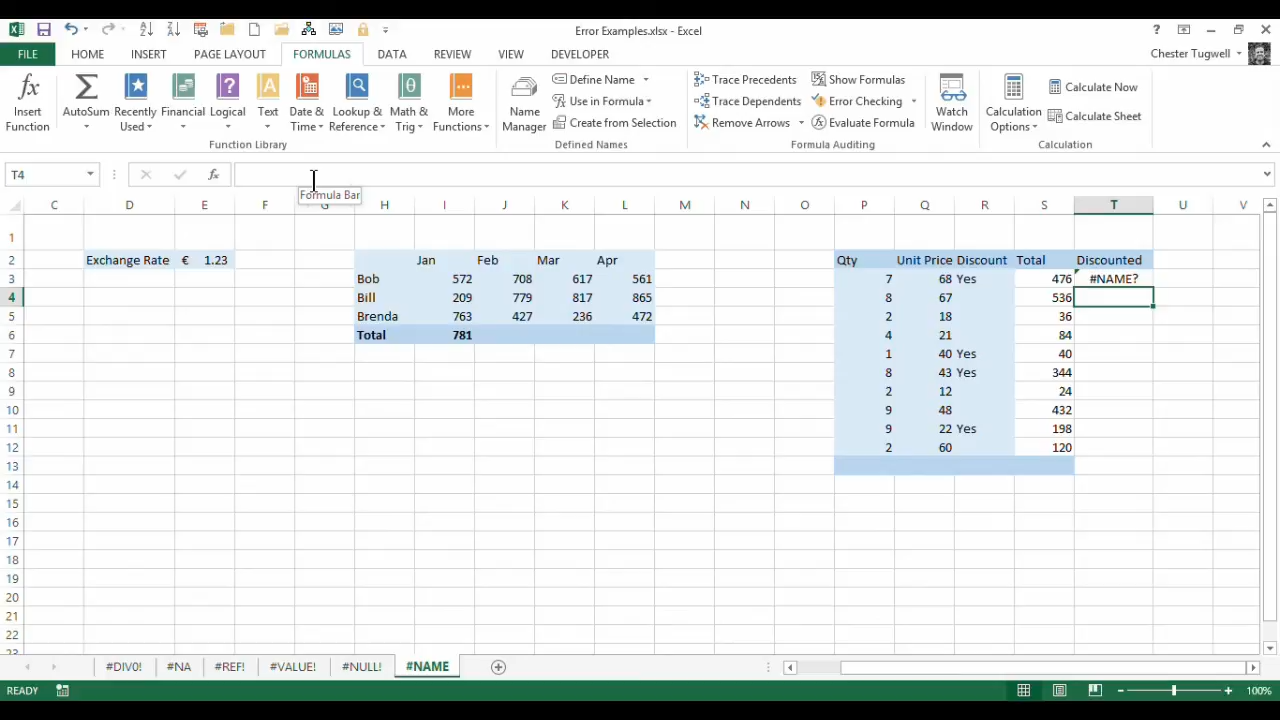 Error Examples.xlsx - Excel
?
FILE HOME INSERT PAGE LAYOUT FORMULAS DATA REVIEW VIEW DEVELOPER Chester Tugwell
Insert Function AutoSum Recently Used Financial Logical Text Date & Time Lookup & Reference Math & Trig More Functions
Function Library
Name Manager Define Name Use in Formula Create from Selection
Defined Names
Trace Precedents Show Formulas
Trace Dependents Error Checking
Remove Arrows Evaluate Formula
Watch Window
Formula Auditing
Calculation Options Calculate Now Calculate Sheet
Calculation
T4 fx
Formula Bar
C D E F G H I J K L M N O P Q R S T U V
1
2 Exchange Rate € 1.23 Jan Feb Mar Apr Qty Unit Price Discount Total Discounted
3 Bob 572 708 617 561 7 68 Yes 476 #NAME?
4 Bill 209 779 817 865 8 67 536
5 Brenda 763 427 236 472 2 18 36
6 Total 781 4 21 84
7 1 40 Yes 40
8 8 43 Yes 344
9 2 12 24
10 9 48 432
11 9 22 Yes 198
12 2 60 120
13
14
15
16
17
18
19
20
21
22
23
#DIV0! #NA #REF! #VALUE! #NULL! #NAME
READY 100%